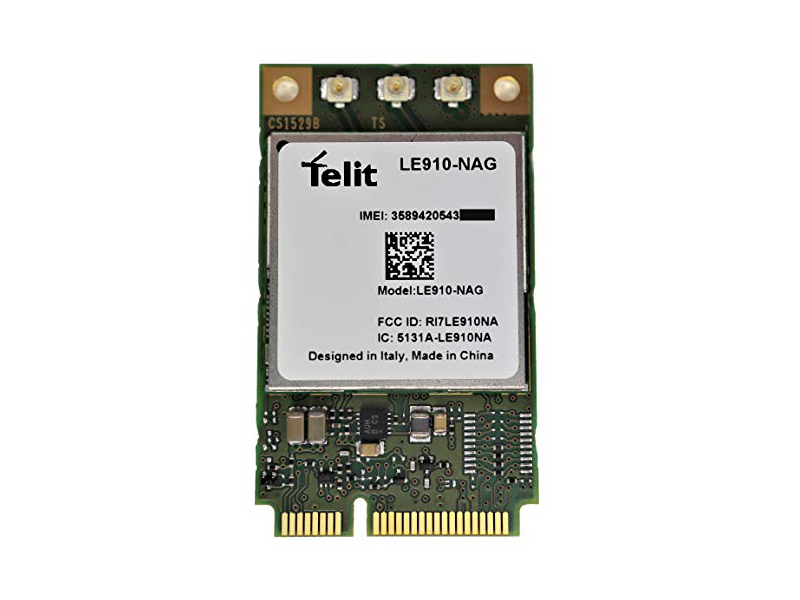 CS1529B TS
Telit LE910-NAG
IMEI: 3589420543
Model:LE910-NAG
FCC ID: RI7LE910NA
IC: 5131A-LE910NA
Designed in Italy, Made in China